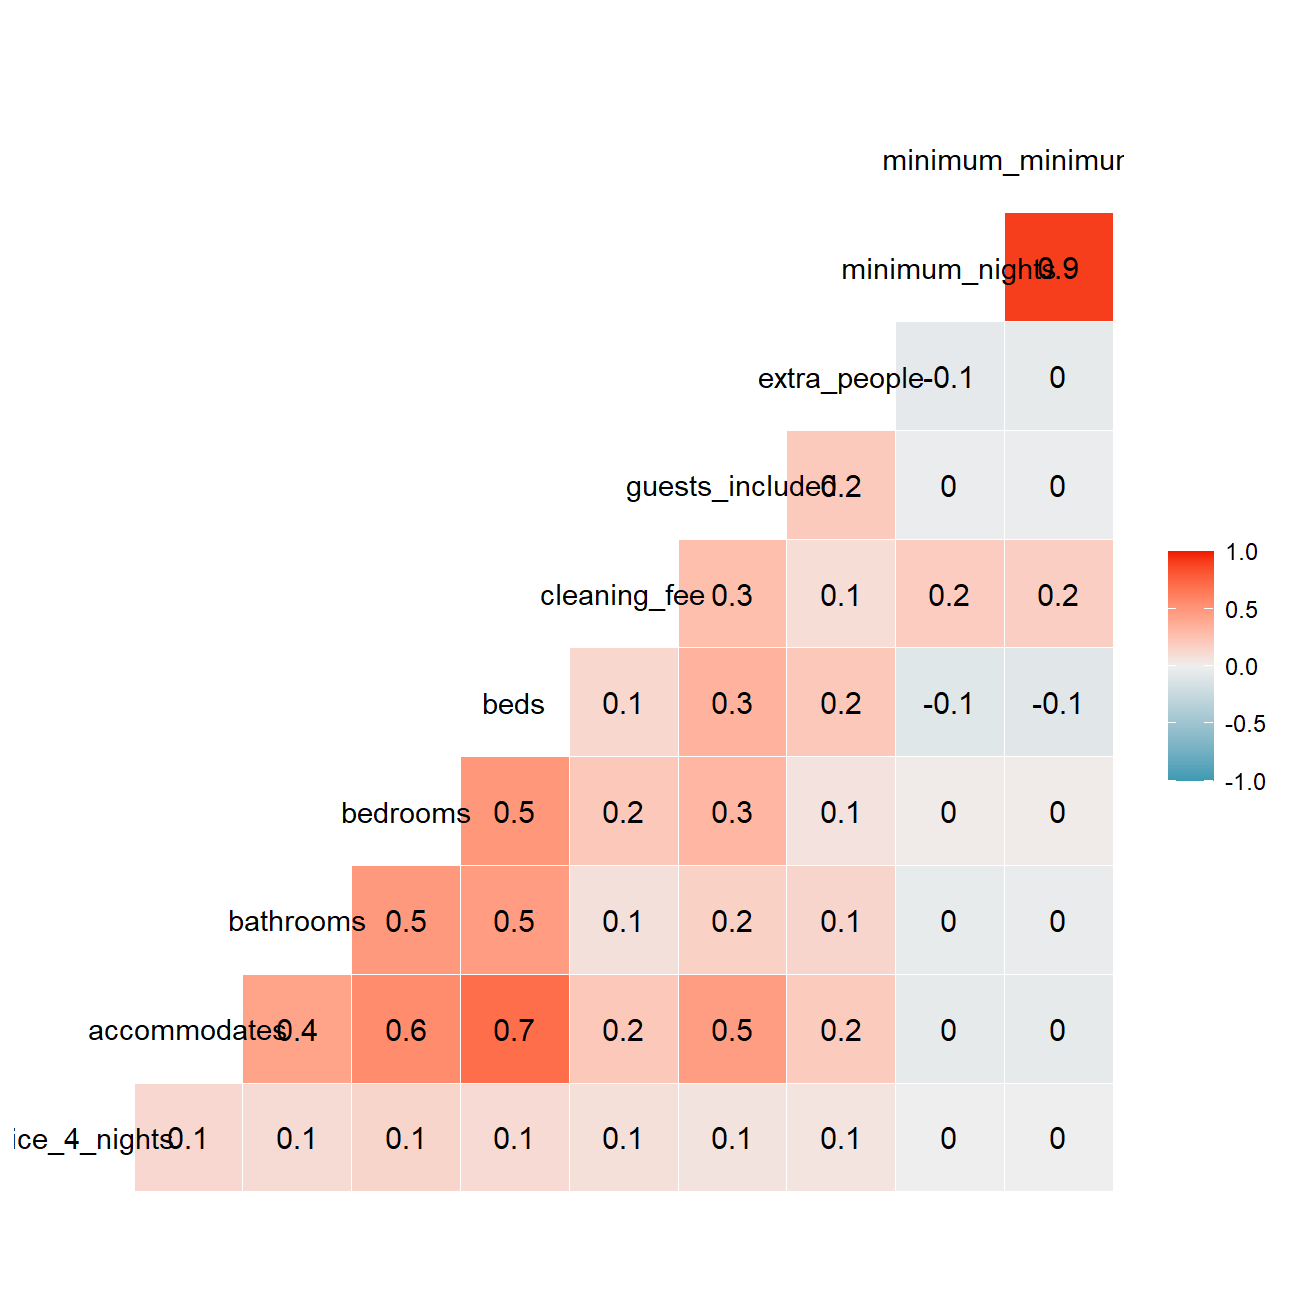 minimum_minimur
minimum_nights 0.9
extra_people -0.1 0
guests_included 0.2 0 0
cleaning_fee 0.3 0.1 0.2 0.2
beds 0.1 0.3 0.2 -0.1 -0.1
bedrooms 0.5 0.2 0.3 0.1 0 0
bathrooms 0.5 0.5 0.1 0.2 0.1 0 0
accommodates 0.4 0.6 0.7 0.2 0.5 0.2 0 0
ice_4_nights 0.1 0.1 0.1 0.1 0.1 0.1 0.1 0 0
1.0
0.5
0.0
-0.5
-1.0